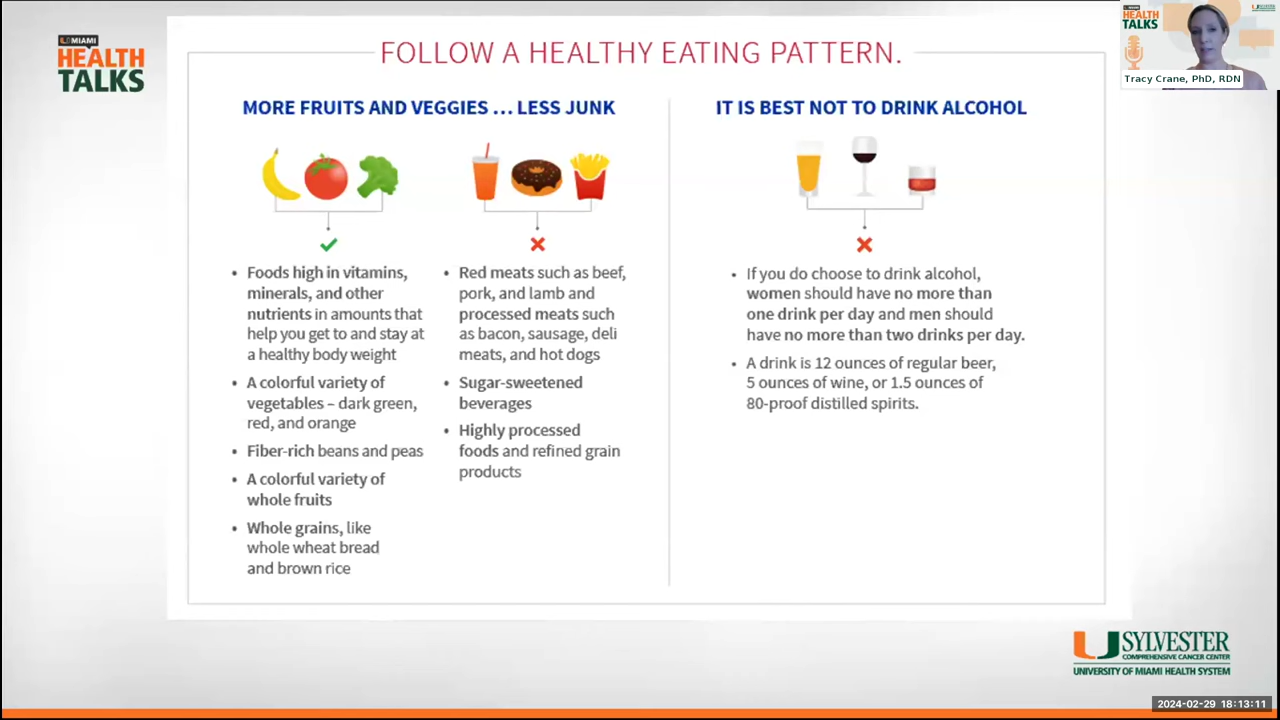 MIAMI
HEALTH
TALKS
FOLLOW A HEALTHY EATING PATTERN.
MORE FRUITS AND VEGGIES ... LESS JUNK
• Foods high in vitamins,
minerals, and other
nutrients in amounts that
help you get to and stay at
a healthy body weight
• A colorful variety of
vegetables – dark green,
red, and orange
• Fiber-rich beans and peas
• A colorful variety of
whole fruits
• Whole grains, like
whole wheat bread
and brown rice
• Red meats such as beef,
pork, and lamb and
processed meats such
as bacon, sausage, deli
meats, and hot dogs
• Sugar-sweetened
beverages
• Highly processed
foods and refined grain
products
IT IS BEST NOT TO DRINK ALCOHOL
• If you do choose to drink alcohol,
women should have no more than
one drink per day and men should
have no more than two drinks per day.
• A drink is 12 ounces of regular beer,
5 ounces of wine, or 1.5 ounces of
80-proof distilled spirits.
HEALTH
TALKS
Tracy Crane, PhD, RDN
SYLVESTER
COMPREHENSIVE CANCER CENTER
UNIVERSITY OF MIAMI HEALTH SYSTEM
2024-02-29 18:13:11